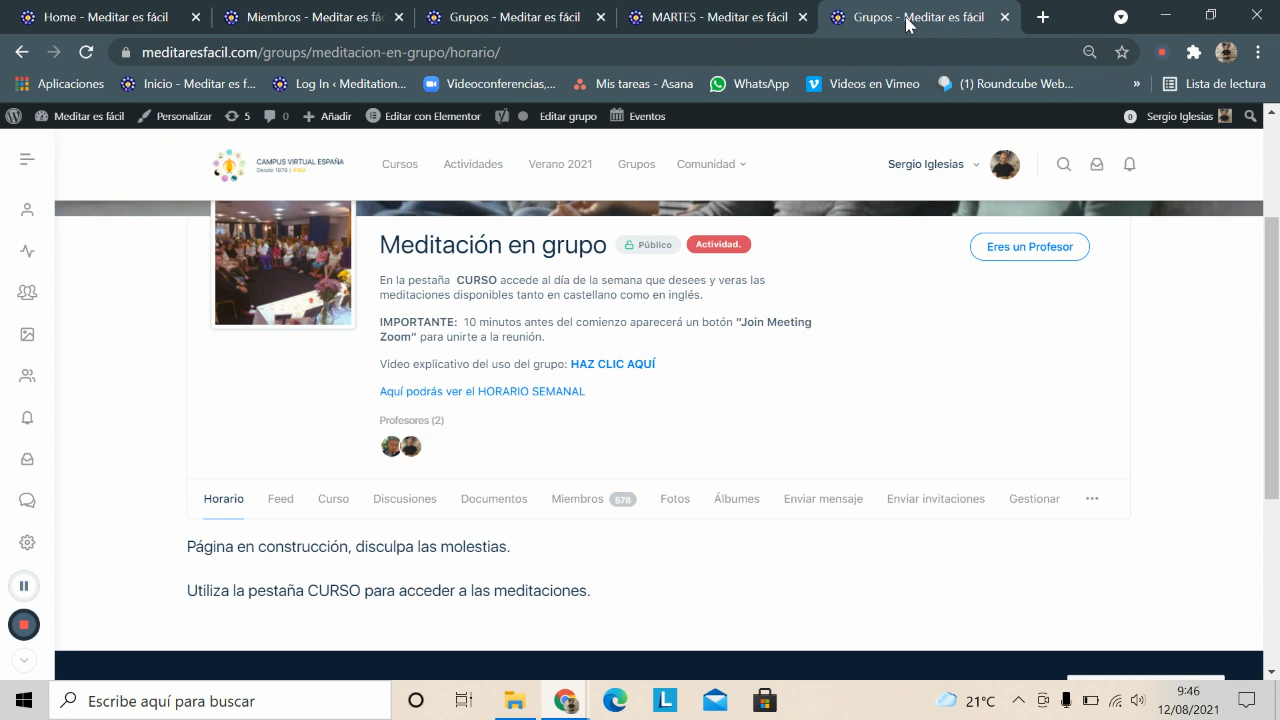 Home - Meditar es fácil
Miembros - Meditar es fá
Grupos - Meditar es fácil
MARTES - Meditar es fácil
Grupos - Meditar es fácil
meditaresfacil.com/groups/meditacion-en-grupo/horario/
Aplicaciones
Inicio - Meditar es f...
Log In ‹ Meditation...
Videoconferencias,...
Mis tareas - Asana
WhatsApp
Videos en Vimeo
(1) Roundcube Web...
»
Lista de lectura
Meditar es fácil
Personalizar
5
0
Añadir
Editar con Elementor
Editar grupo
Eventos
0
Sergio Iglesias
CAMPUS VIRTUAL ESPAÑA
Desde 1979 | IFSU
Cursos
Actividades
Verano 2021
Grupos
Comunidad
Sergio Iglesias
Meditación en grupo
Público
Actividad.
Eres un Profesor
En la pestaña CURSO accede al día de la semana que desees y veras las
meditaciones disponibles tanto en castellano como en inglés.
IMPORTANTE: 10 minutos antes del comienzo aparecerá un botón "Join Meeting
Zoom" para unirte a la reunión.
Video explicativo del uso del grupo: HAZ CLIC AQUÍ
Aquí podrás ver el HORARIO SEMANAL
Profesores (2)
Horario
Feed
Curso
Discusiones
Documentos
Miembros 578
Fotos
Álbumes
Enviar mensaje
Enviar invitaciones
Gestionar
Página en construcción, disculpa las molestias.
Utiliza la pestaña CURSO para acceder a las meditaciones.
Escribe aquí para buscar
L
21°C
9:46
12/08/2021